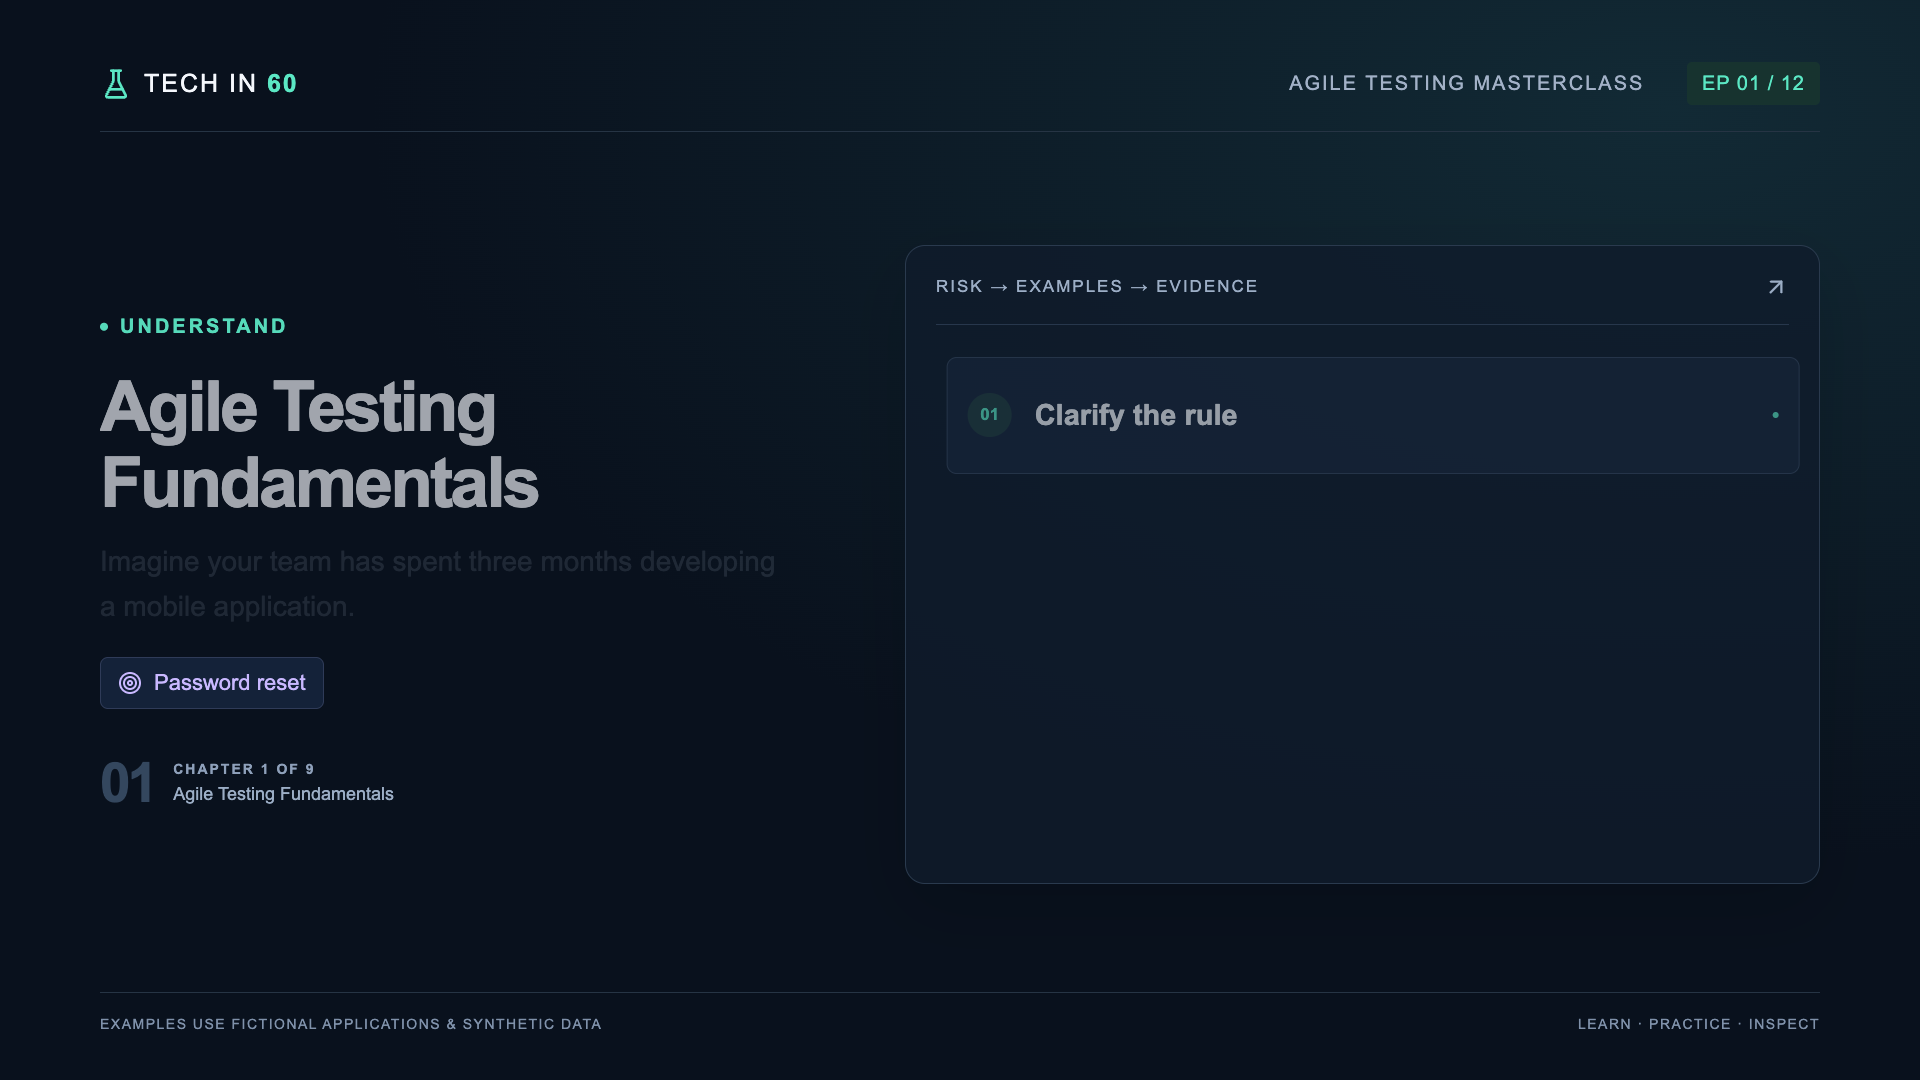 TECH IN 60
AGILE TESTING MASTERCLASS
EP 01 / 12
UNDERSTAND
Agile Testing
Fundamentals
Imagine your team has spent three months developing
a mobile application.
Password reset
01
CHAPTER 1 OF 9
Agile Testing Fundamentals
RISK → EXAMPLES → EVIDENCE
01
Clarify the rule
EXAMPLES USE FICTIONAL APPLICATIONS & SYNTHETIC DATA
LEARN · PRACTICE · INSPECT